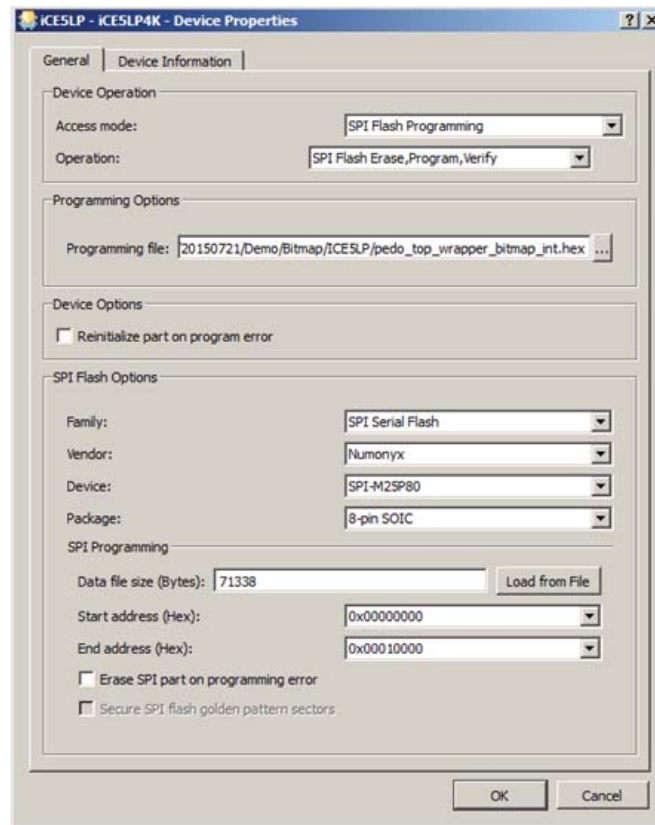 iCE5LP - iCE5LP4K - Device Properties
General Device Information
Device Operation
Access mode: SPI Flash Programming
Operation: SPI Flash Erase,Program,Verify
Programming Options
Programming file: 20150721/Demo/Bitmap/ICE5LP/pedo_top_wrapper_bitmap_int.hex ...
Device Options
Reinitialize part on program error
SPI Flash Options
Family: SPI Serial Flash
Vendor: Numonyx
Device: SPI-M25P80
Package: 8-pin SOIC
SPI Programming
Data file size (Bytes): 71338 Load from File
Start address (Hex): 0x00000000
End address (Hex): 0x00010000
Erase SPI part on programming error
Secure SPI flash golden pattern sectors
OK Cancel